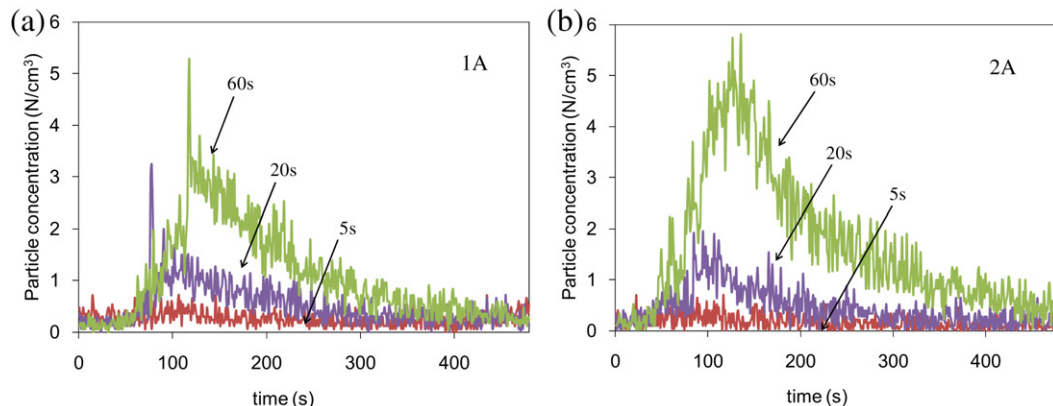 (a)
Particle concentration (N/cm³)
6
5
4
3
2
1
0
0 100 200 300 400
time (s)
1A
60s
20s
5s
(b)
Particle concentration (N/cm³)
6
5
4
3
2
1
0
0 100 200 300 400
time (s)
2A
60s
20s
5s